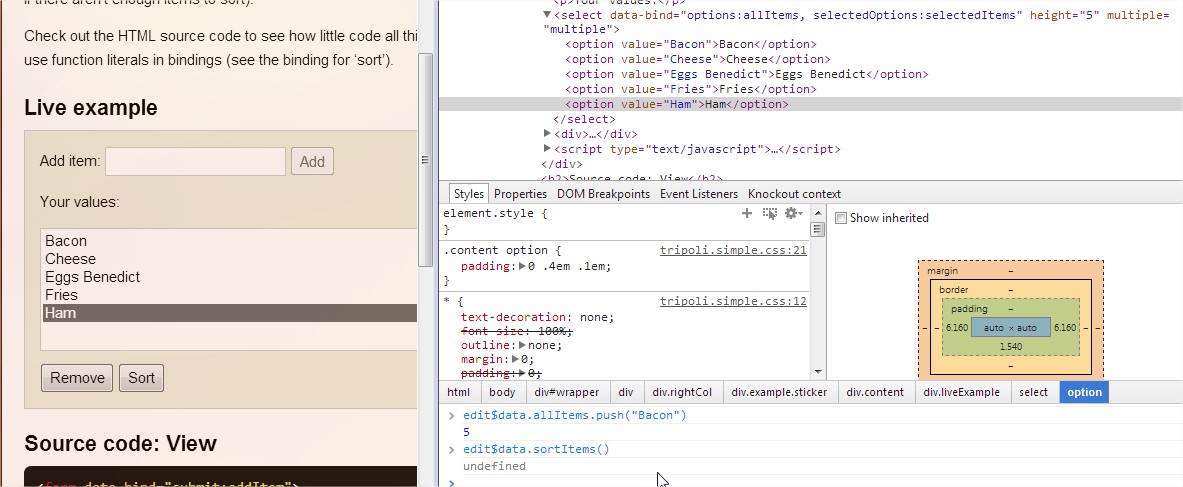 if there aren't enough items to sort).
Check out the HTML source code to see how little code all thi
use function literals in bindings (see the binding for ‘sort’).
Live example
Add item:
Add
Your values:
Bacon
Cheese
Eggs Benedict
Fries
Ham
Remove
Sort
Source code: View
<form data-bind="submit:addItem">
<p>Your values:</p>
▼<select data-bind="options:allItems, selectedOptions:selectedItems" height="5" multiple=
"multiple">
<option value="Bacon">Bacon</option>
<option value="Cheese">Cheese</option>
<option value="Eggs Benedict">Eggs Benedict</option>
<option value="Fries">Fries</option>
<option value="Ham">Ham</option>
</select>
▶<div>…</div>
▶<script type="text/javascript">…</script>
</div>
<h2>Source code: View</h2>
Styles Properties DOM Breakpoints Event Listeners Knockout context
element.style {
}
.content option { tripoli.simple.css:21
padding:▶0 .4em .1em;
}
* { tripoli.simple.css:12
text-decoration: none;
font-size: 100%;
outline:▶none;
margin:▶0;
padding:▶0;
Show inherited
margin –
border –
padding –
– – 6.160 auto × auto 6.160 – –
1.540
–
html body div#wrapper div div.rightCol div.example.sticker div.content div.liveExample select option
> edit$data.allItems.push("Bacon")
5
> edit$data.sortItems()
undefined
>